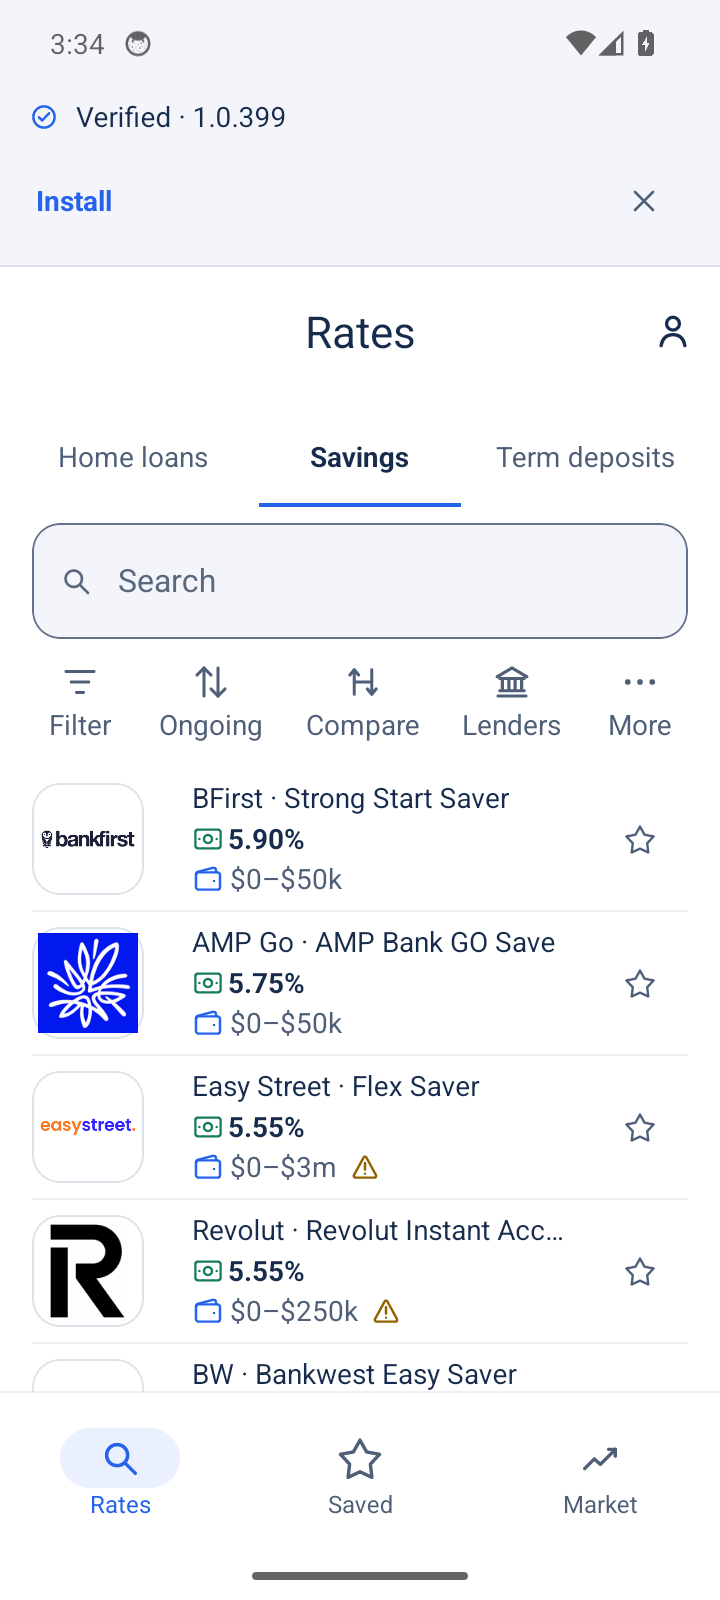 3:34
Verified · 1.0.399
Install
Rates
Home loans
Savings
Term deposits
Search
Filter
Ongoing
Compare
Lenders
More
bankfirst
BFirst · Strong Start Saver
5.90%
$0–$50k
AMP Go · AMP Bank GO Save
5.75%
$0–$50k
easystreet.
Easy Street · Flex Saver
5.55%
$0–$3m
R
Revolut · Revolut Instant Acc...
5.55%
$0–$250k
BW · Bankwest Easy Saver
Rates
Saved
Market